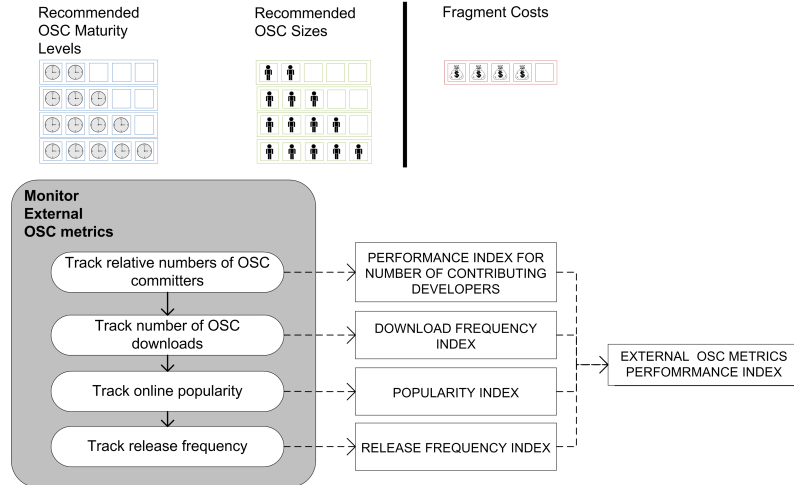 Recommended
OSC Maturity
Levels
Recommended
OSC Sizes
Fragment Costs
Monitor
External
OSC metrics
Track relative numbers of OSC
committers
PERFORMANCE INDEX FOR
NUMBER OF CONTRIBUTING
DEVELOPERS
Track number of OSC
downloads
DOWNLOAD FREQUENCY
INDEX
EXTERNAL OSC METRICS
PERFOMRMANCE INDEX
Track online popularity
POPULARITY INDEX
Track release frequency
RELEASE FREQUENCY INDEX